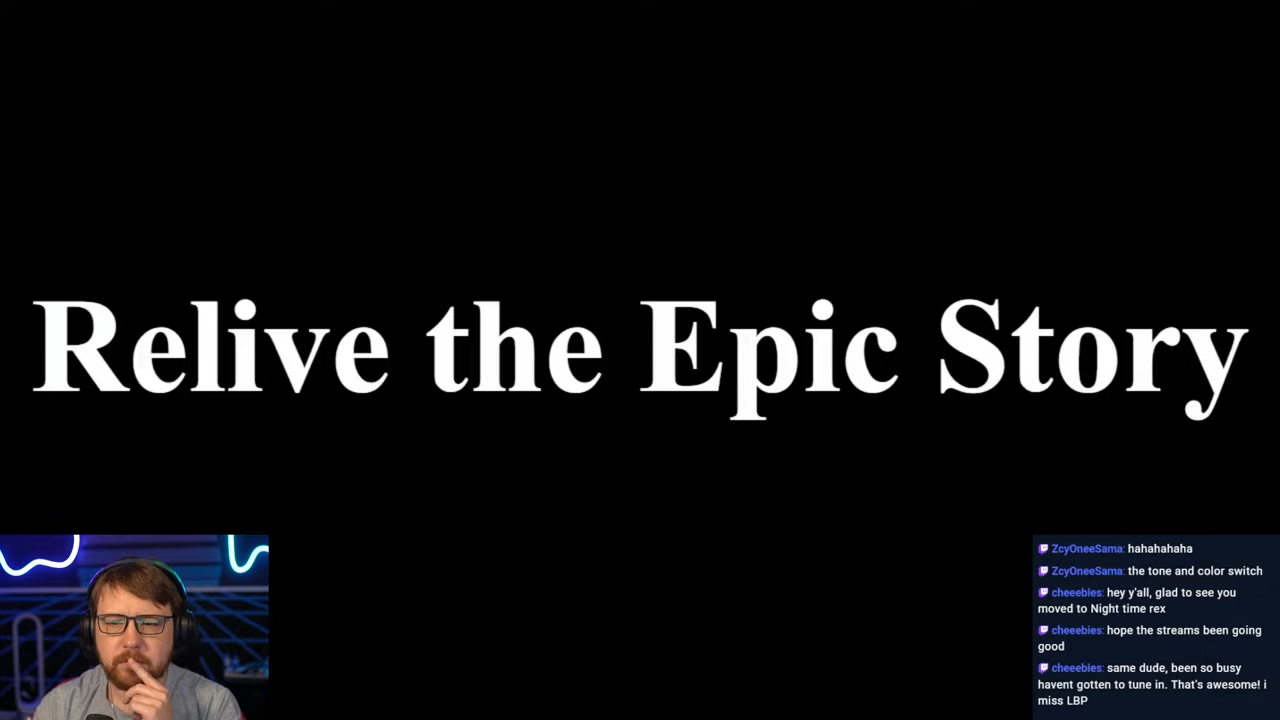 Relive the Epic Story
ZcyOneeSama: hahahahaha
ZcyOneeSama: the tone and color switch
cheeebies: hey y'all, glad to see you
moved to Night time rex
cheeebies: hope the streams been going
good
cheeebies: same dude, been so busy
havent gotten to tune in. That's awesome! i
miss LBP